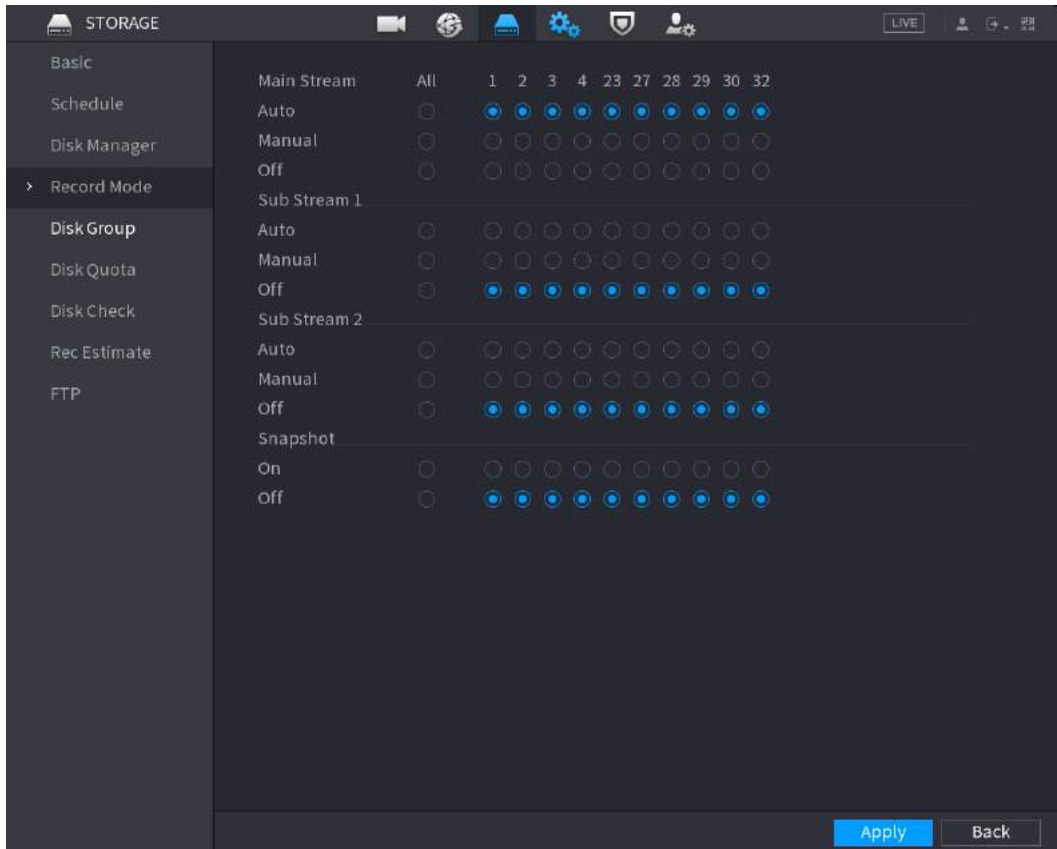 STORAGE
LIVE
Basic
Schedule
Disk Manager
Record Mode
Disk Group
Disk Quota
Disk Check
Rec Estimate
FTP
Main Stream All 1 2 3 4 23 27 28 29 30 32
Auto
Manual
Off
Sub Stream 1
Auto
Manual
Off
Sub Stream 2
Auto
Manual
Off
Snapshot
On
Off
Apply Back